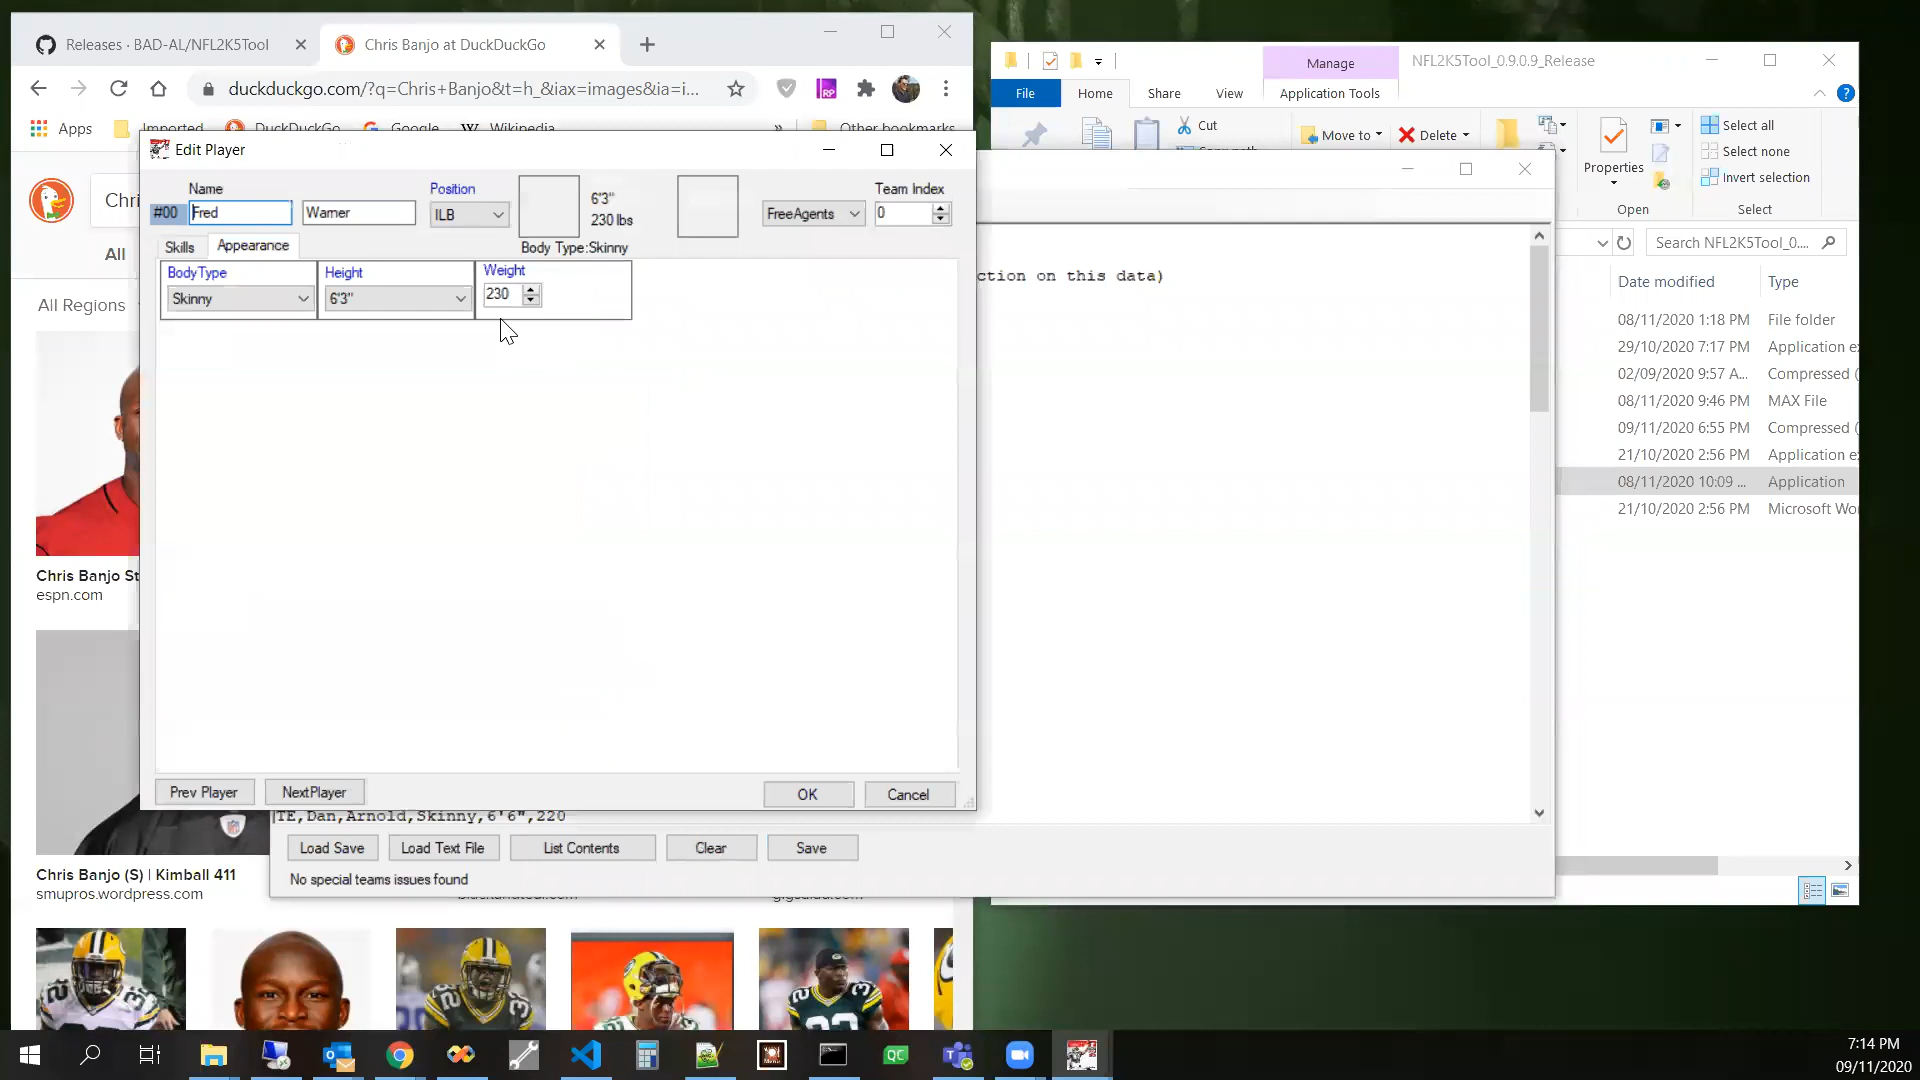 Releases · BAD-AL/NFL2K5Tool
Chris Banjo at DuckDuckGo
duckduckgo.com/?q=Chris+Banjo&t=h_&iax=images&ia=i...
Apps
Imported
DuckDuckGo
Google
Wikipedia
»
Other bookmarks
Chri
All
All Regions
Chris Banjo St
espn.com
Chris Banjo (S) | Kimball 411
smupros.wordpress.com
Edit Player
Name
Position
6'3"
230 lbs
Team Index
#00
Fred
Warner
ILB
FreeAgents
0
Skills
Appearance
Body Type:Skinny
BodyType
Height
Weight
Skinny
6'3"
230
Prev Player
NextPlayer
OK
Cancel
ction on this data)
TE,Dan,Arnold,Skinny,6'6",220
Load Save
Load Text File
List Contents
Clear
Save
No special teams issues found
Manage
NFL2K5Tool_0.9.0.9_Release
File
Home
Share
View
Application Tools
Cut
Move to
Delete
Properties
Select all
Select none
Invert selection
Open
Select
Search NFL2K5Tool_0....
Date modified
Type
08/11/2020 1:18 PM File folder
29/10/2020 7:17 PM Application e
02/09/2020 9:57 A... Compressed (
08/11/2020 9:46 PM MAX File
09/11/2020 6:55 PM Compressed (
21/10/2020 2:56 PM Application e
08/11/2020 10:09 ... Application
21/10/2020 2:56 PM Microsoft Wo
7:14 PM
09/11/2020